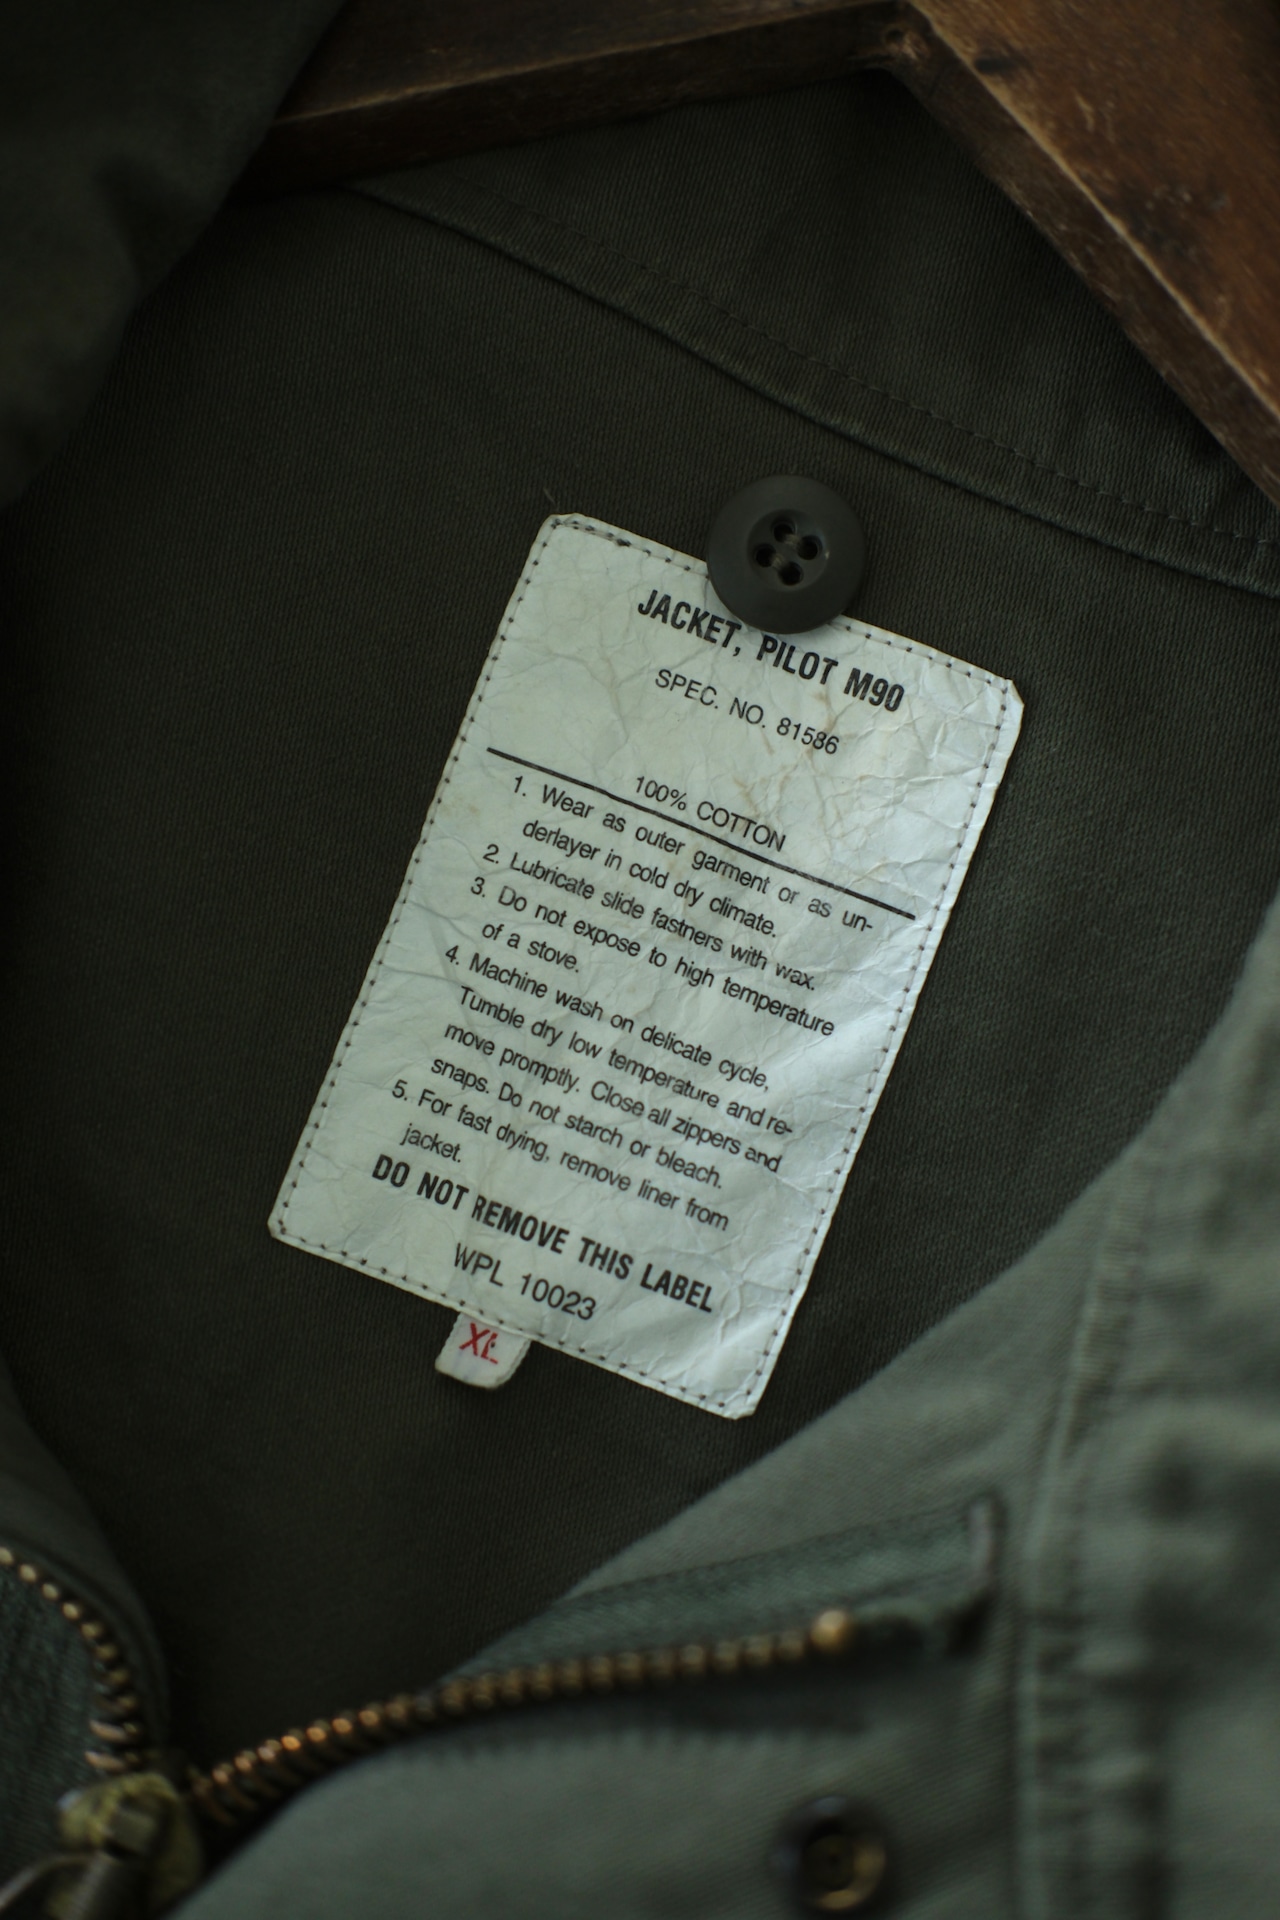 JACKET, PILOT M90
SPEC. NO. 81586
100% COTTON
1. Wear as outer garment or as un-
derlayer in cold dry climate.
2. Lubricate slide fastners with wax.
3. Do not expose to high temperature
of a stove.
4. Machine wash on delicate cycle,
Tumble dry low temperature and re-
move promptly. Close all zippers and
snaps. Do not starch or bleach.
5. For fast drying, remove liner from
jacket.
DO NOT REMOVE THIS LABEL
WPL 10023
XL